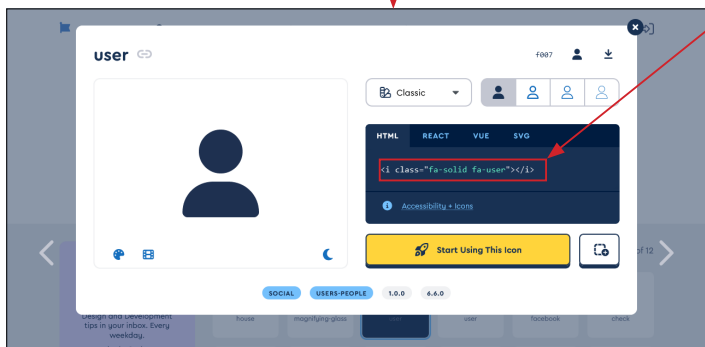 user
f007
Classic
HTML REACT VUE SVG
<i class="fa-solid fa-user"></i>
Accessibility + Icons
Start Using This Icon
of 12
SOCIAL USERS-PEOPLE 1.0.0 6.6.0
Design and Development
tips in your inbox. Every
weekday.
house magnifying-glass user user facebook check